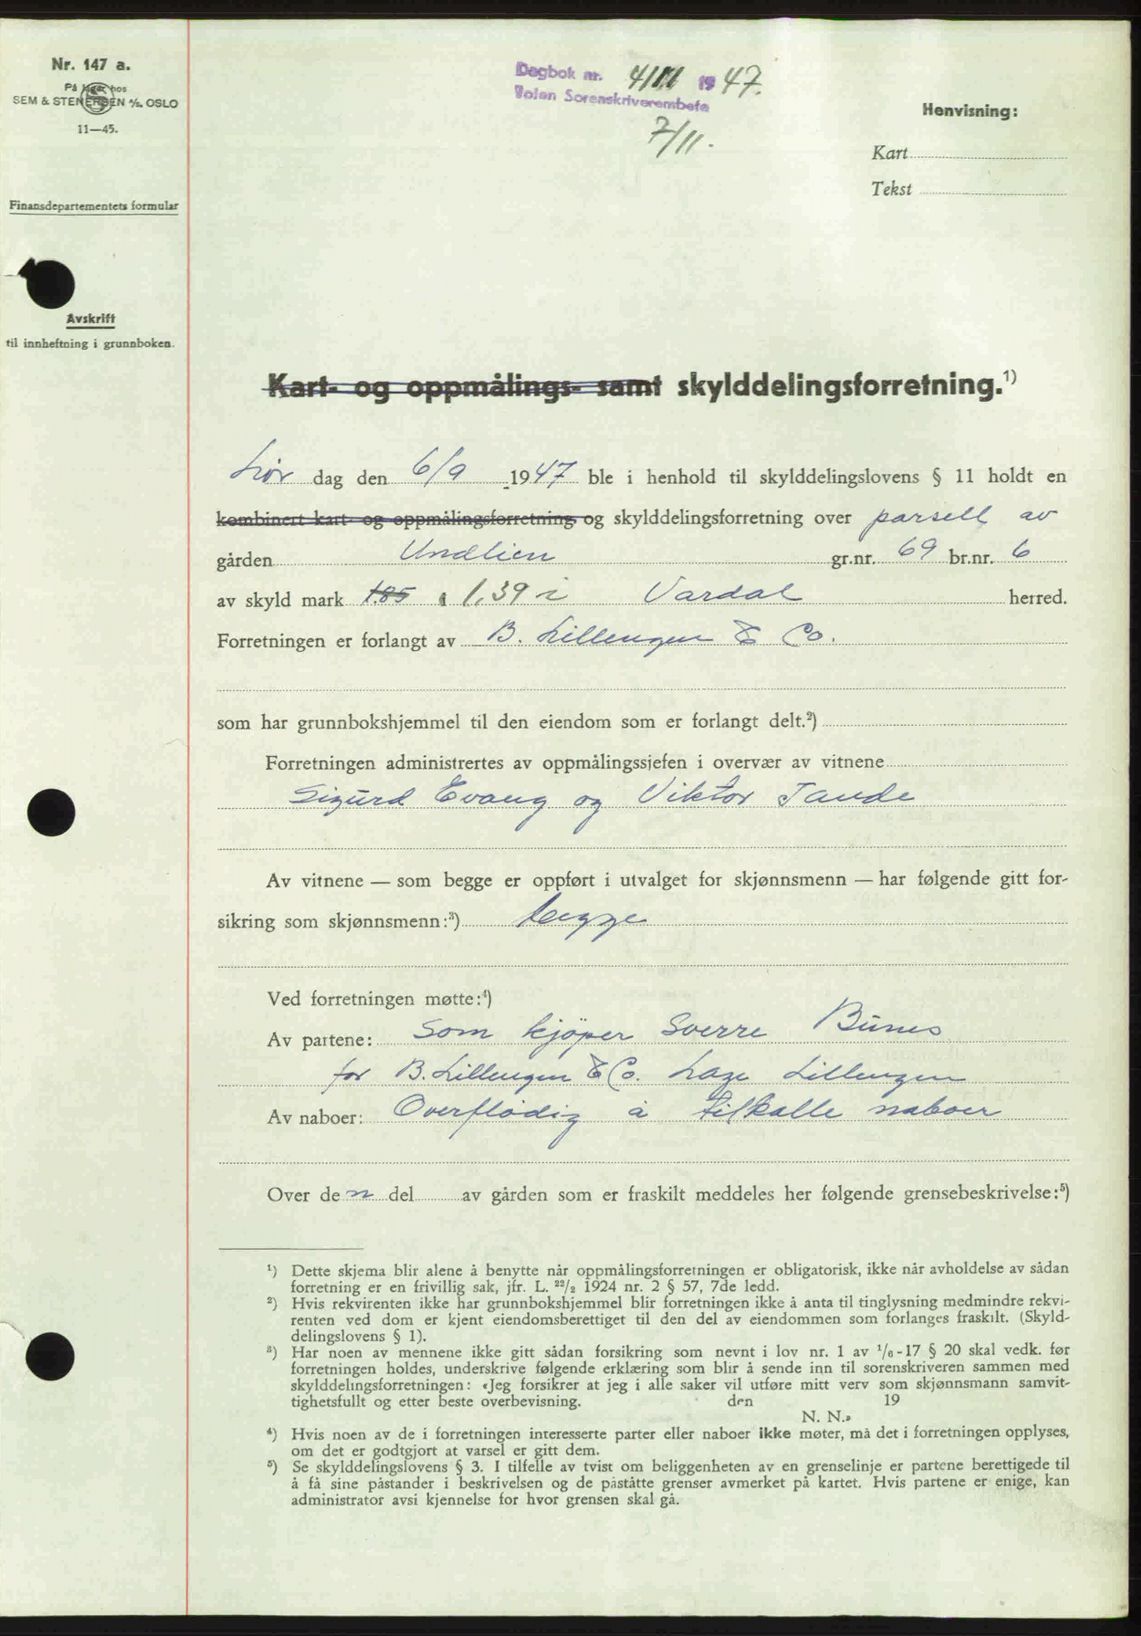 Nr. 147 a.
På lager hos
SEM & STENERSEN A/S. OSLO
11—45.
Finansdepartementets formular
Avskrift
til innheftning i grunnboken.
Dagbok nr. 4111 1947.
Toten Sorenskriverembete
7/11.
Henvisning:
Kart
Tekst
Kart- og oppmålings- samt skylddelingsforretning.¹)
Lør dag den 6/9 1947 ble i henhold til skylddelingslovens § 11 holdt en
kombinert kart- og oppmålingsforretning og skylddelingsforretning over parsell av
gården Undlien gr.nr. 69 br.nr. 6
av skyld mark 1.85 1,39 i Vardal herred.
Forretningen er forlangt av B. Lillengen & Co.
som har grunnbokshjemmel til den eiendom som er forlangt delt.²)
Forretningen administrertes av oppmålingssjefen i overvær av vitnene
Sigurd Evang og Viktor Tande
Av vitnene — som begge er oppført i utvalget for skjønnsmenn — har følgende gitt for-
sikring som skjønnsmenn:³) begge
Ved forretningen møtte:⁴)
Av partene: Som kjöper Sverre Bünes
for B. Lillengen & Co. Lage Lillengen
Av naboer: Overflödig å tilkalle naboer
Over den del av gården som er fraskilt meddeles her følgende grensebeskrivelse:⁵)
¹) Dette skjema blir alene å benytte når oppmålingsforretningen er obligatorisk, ikke når avholdelse av sådan
forretning er en frivillig sak, jfr. L. 22/2 1924 nr. 2 § 57, 7de ledd.
²) Hvis rekvirenten ikke har grunnbokshjemmel blir forretningen ikke å anta til tinglysning medmindre rekvi-
renten ved dom er kjent eiendomsberettiget til den del av eiendommen som forlanges fraskilt. (Skyld-
delingslovens § 1).
³) Har noen av mennene ikke gitt sådan forsikring som nevnt i lov nr. 1 av 1/6-17 § 20 skal vedk. før
forretningen holdes, underskrive følgende erklæring som blir å sende inn til sorenskriveren sammen med
skylddelingsforretningen: «Jeg forsikrer at jeg i alle saker vil utføre mitt verv som skjønnsmann samvit-
tighetsfullt og etter beste overbevisning. den 19
N. N.»
⁴) Hvis noen av de i forretningen interesserte parter eller naboer ikke møter, må det i forretningen opplyses,
om det er godtgjort at varsel er gitt dem.
⁵) Se skylddelingslovens § 3. I tilfelle av tvist om beliggenheten av en grenselinje er partene berettigede til
å få sine påstander i beskrivelsen og de påståtte grenser avmerket på kartet. Hvis partene er enige, kan
administrator avsi kjennelse for hvor grensen skal gå.